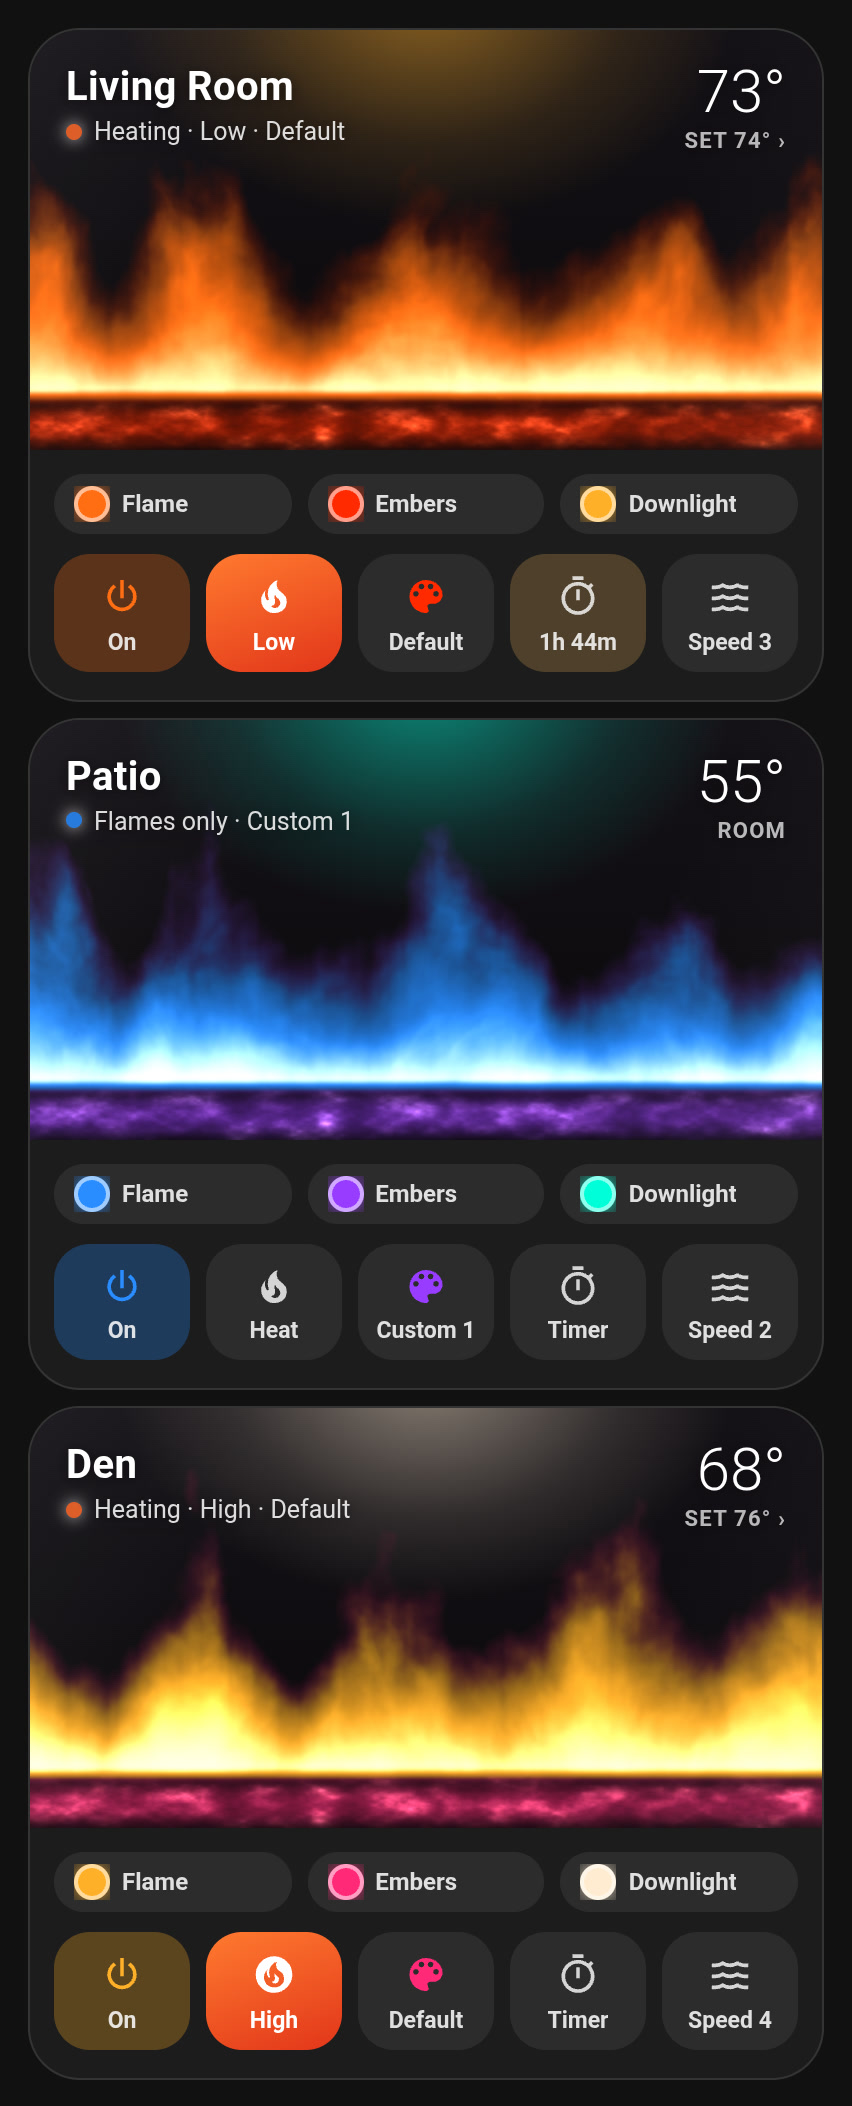 Living Room
73°
Heating · Low · Default
SET 74° ›
Flame
Embers
Downlight
On
Low
Default
1h 44m
Speed 3
Patio
55°
Flames only · Custom 1
ROOM
Flame
Embers
Downlight
On
Heat
Custom 1
Timer
Speed 2
Den
68°
Heating · High · Default
SET 76° ›
Flame
Embers
Downlight
On
High
Default
Timer
Speed 4